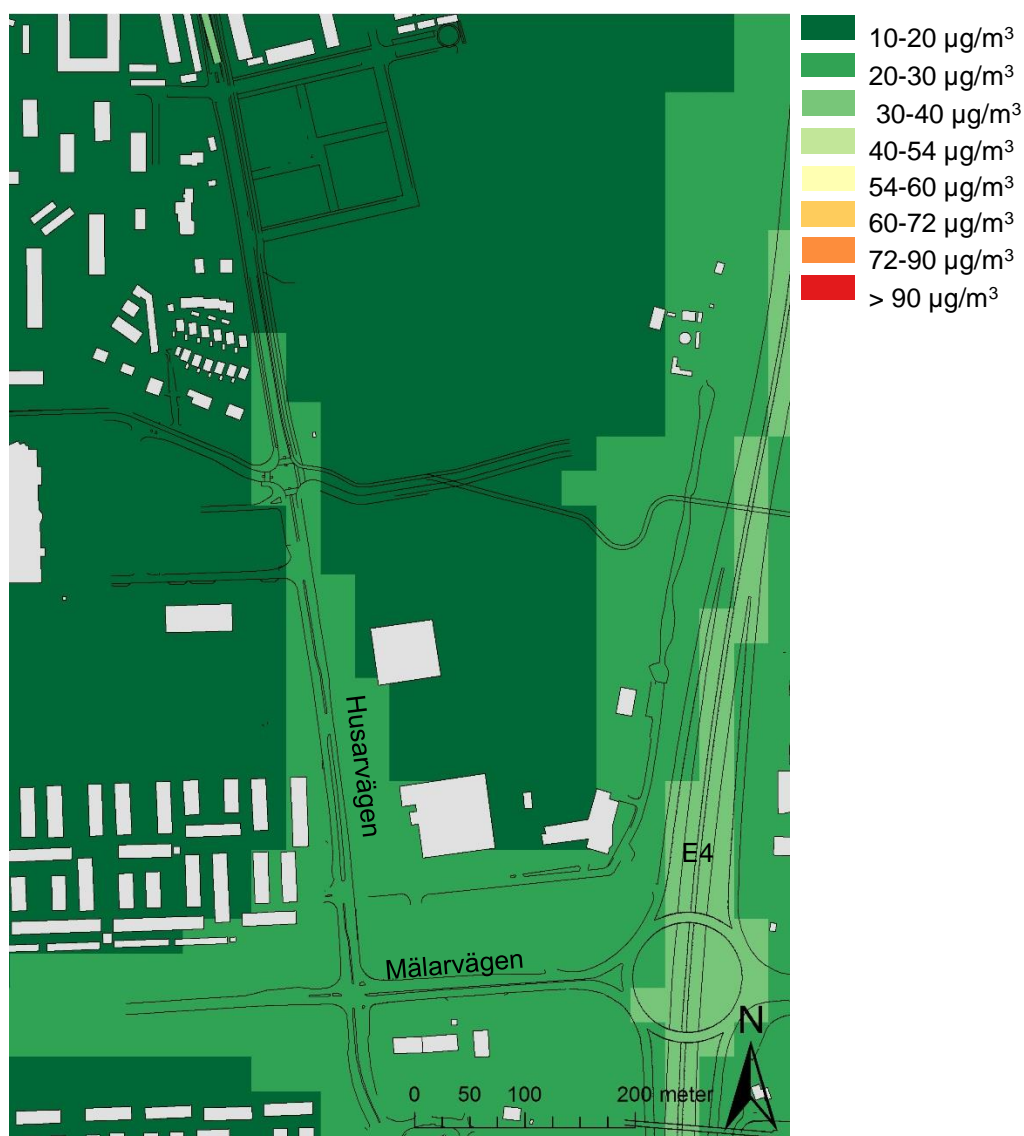 10-20 µg/m³
20-30 µg/m³
30-40 µg/m³
40-54 µg/m³
54-60 µg/m³
60-72 µg/m³
72-90 µg/m³
> 90 µg/m³
Husarvägen
E4
Mälarvägen
N
0 50 100 200 meter